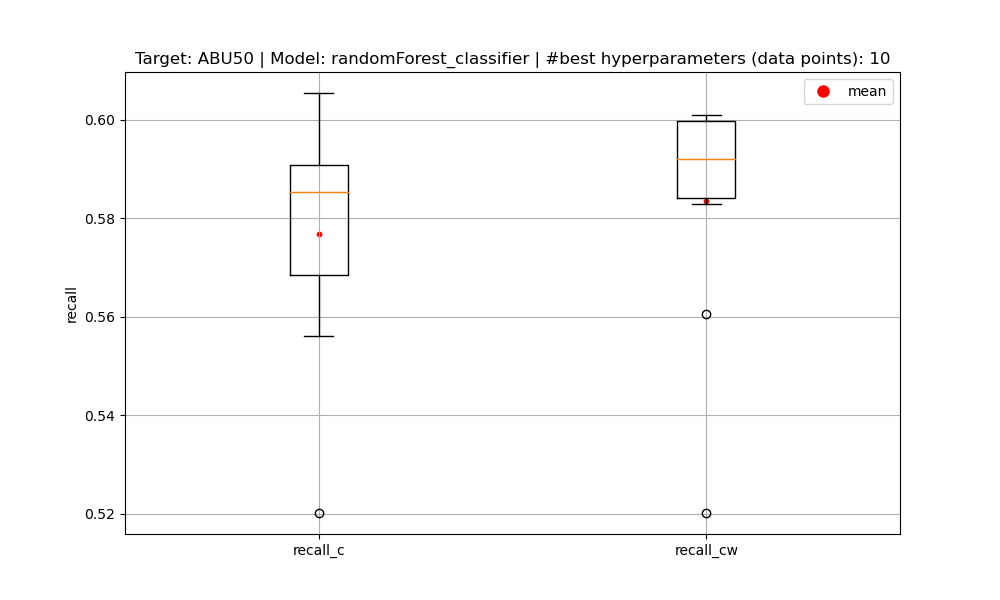 Target: ABU50 | Model: randomForest_classifier | #best hyperparameters (data points): 10
mean
0.60
0.58
0.56
0.54
0.52
recall
recall_c
recall_cw